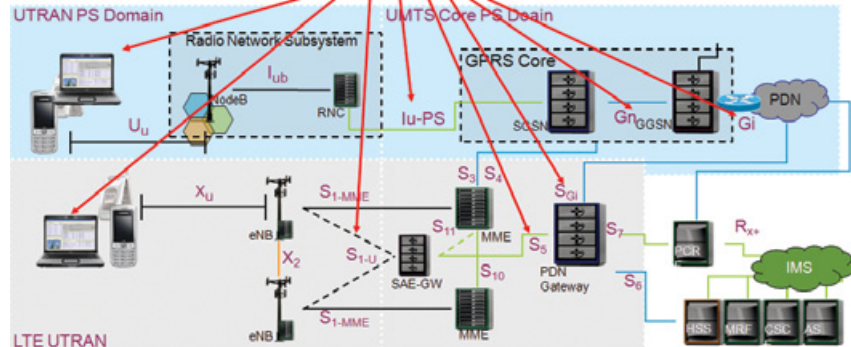 UTRAN PS Domain
UMTS Core PS Doain
Radio Network Subsystem
GPRS Core
NodeB
Iub
RNC
Iu-PS
SGSN
Gn
GGSN
Gi
PDN
Uu
Xu
S1-MME
S3
S4
SGi
eNB
S11
MME
S5
S7
PCR
Rx+
X2
S1-U
SAE-GW
S10
PDN
Gateway
S6
IMS
eNB
S1-MME
MME
HSS
MRF
CSC
AS
LTE UTRAN